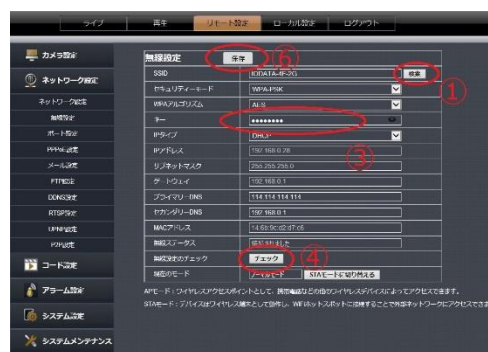 ライブ 再生 リモート設定 ローカル設定 ログアウト
カメラ設定
ネットワーク設定
ネットワーク設定
無線設定
ポート設定
PPPoE設定
メール設定
FTP設定
DDNS設定
RTSP設定
UPNP設定
P2P設定
コード設定
アラーム設定
システム設定
システムメンテナンス
無線設定 保存 ⑥
SSID IODATA-4F-2G 検索
①
セキュリティーモード WPA-PSK
WPAアルゴリズム AES
キー ••••••••
IPタイプ DHCP
③
IPアドレス 192.168.0.28
サブネットマスク 255.255.255.0
ゲートウェイ 192.168.0.1
プライマリーDNS 114.114.114.114
セカンダリーDNS 192.168.0.1
MACアドレス
無線ステータス
無線設定のチェック チェック ④
現在のモード ケーブルモード STAモードに切り替える
APモード：ワイヤレスアクセスポイントとして、携帯電話などの他のワイヤレスデバイスによってアクセスできます。
STAモード：デバイスはワイヤレス端末として動作し、WIFIホットスポットに接続することで外部ネットワークにアクセスできま